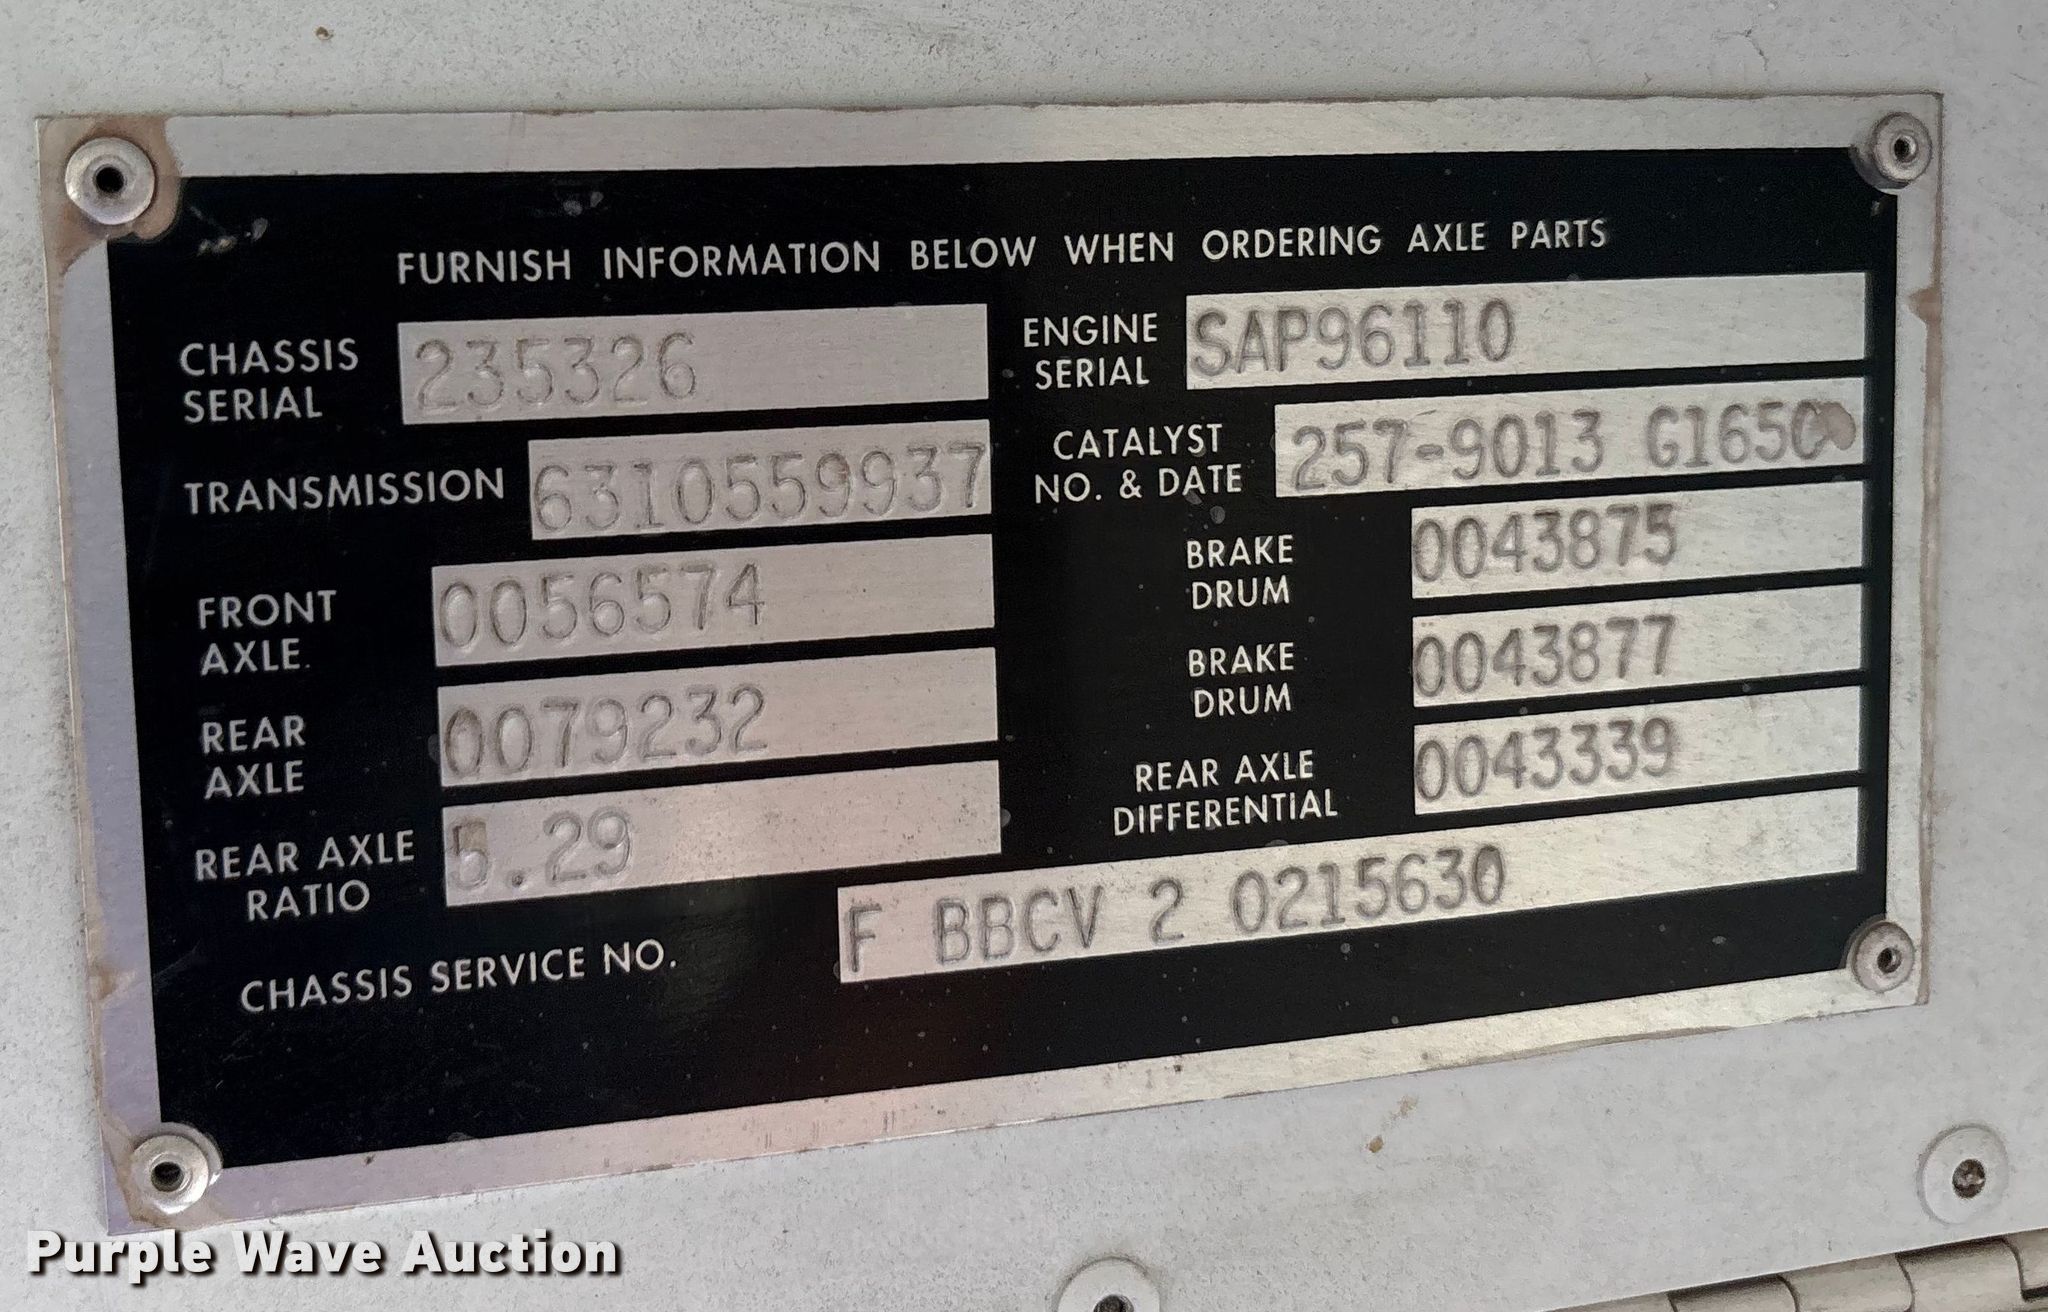 FURNISH INFORMATION BELOW WHEN ORDERING AXLE PARTS
CHASSIS
SERIAL
235326
TRANSMISSION
6310559937
FRONT
AXLE
0056574
REAR
AXLE
0079232
REAR AXLE
RATIO
5.29
ENGINE
SERIAL
SAP96110
CATALYST
NO. & DATE
257-9013
BRAKE
DRUM
0043875
BRAKE
DRUM
0043877
REAR AXLE
DIFFERENTIAL
0043339
CHASSIS SERVICE NO.
F BBCV 2 0215630
Purple Wave Auction